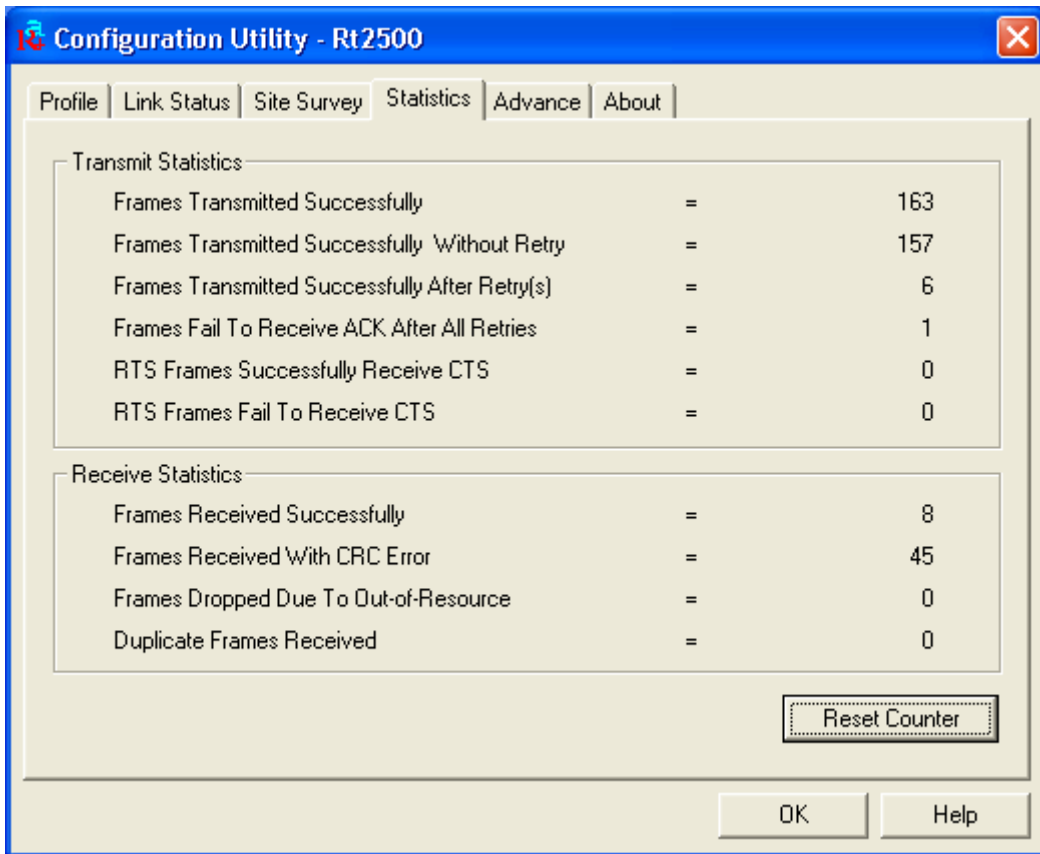 Configuration Utility - Rt2500
Profile Link Status Site Survey Statistics Advance About
Transmit Statistics
Frames Transmitted Successfully = 163
Frames Transmitted Successfully  Without Retry = 157
Frames Transmitted Successfully After Retry(s) = 6
Frames Fail To Receive ACK After All Retries = 1
RTS Frames Successfully Receive CTS = 0
RTS Frames Fail To Receive CTS = 0
Receive Statistics
Frames Received Successfully = 8
Frames Received With CRC Error = 45
Frames Dropped Due To Out-of-Resource = 0
Duplicate Frames Received = 0
Reset Counter
OK Help